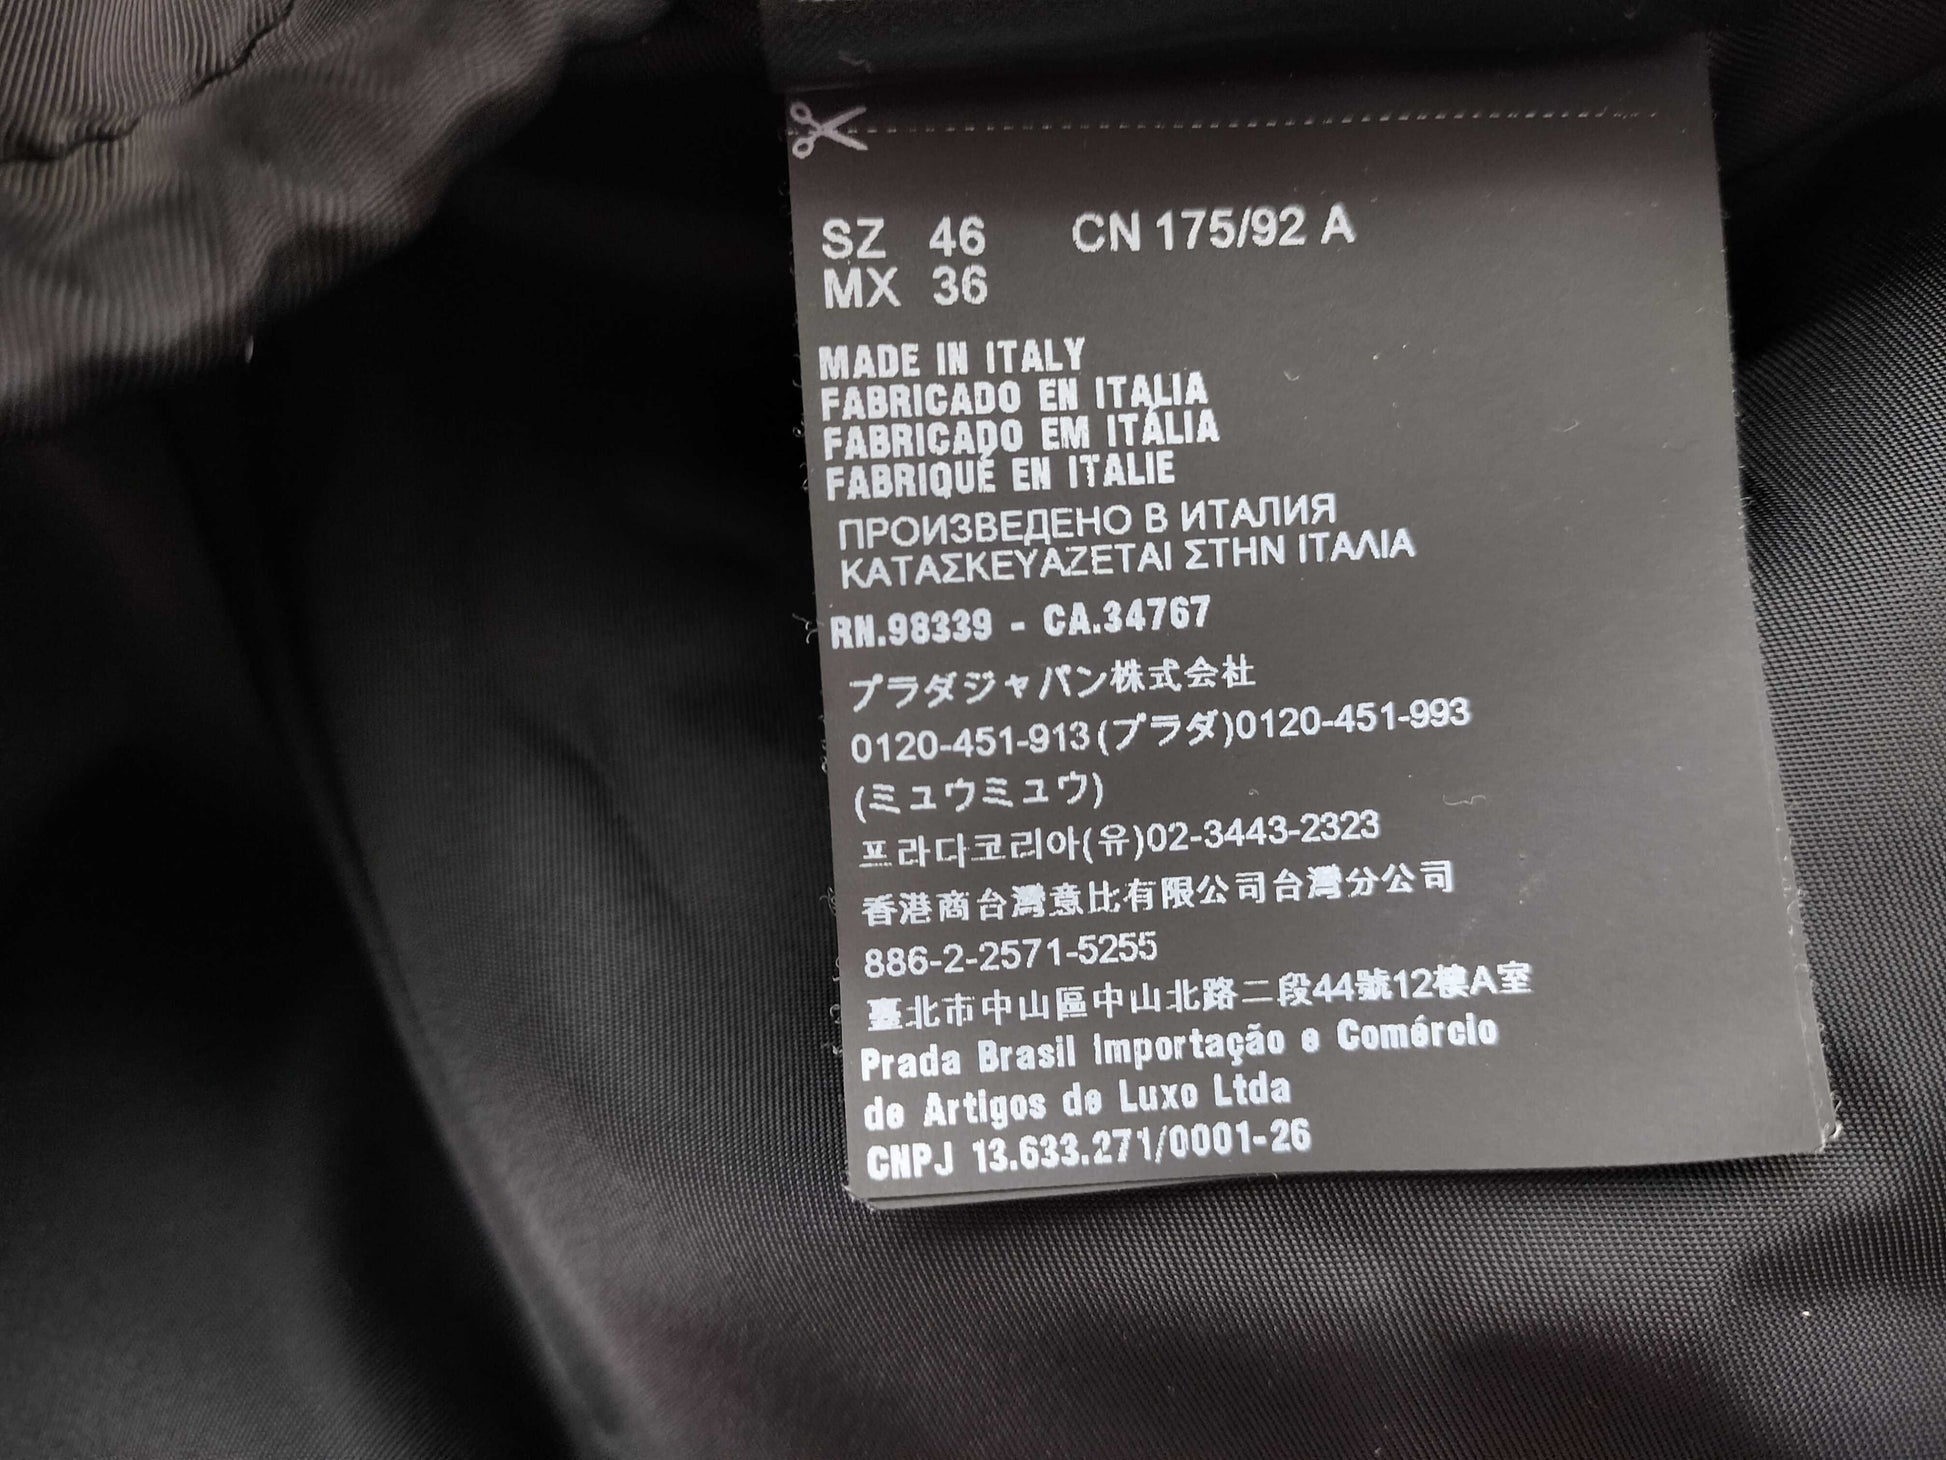 SZ 46 CN 175/92 A
MX 36
MADE IN ITALY
FABRICADO EN ITALIA
FABRICADO EM ITÁLIA
FABRIQUÉ EN ITALIE
ПРОИЗВЕДЕНО В ИТАЛИЯ
ΚΑΤΑΣΚΕΥΑΖΕΤΑΙ ΣΤΗΝ ΙΤΑΛΙΑ
RN.98339 - CA.34767
プラダジャパン株式会社
0120-451-913(プラダ)0120-451-993
(ミュウミュウ)
프라다코리아(유)02-3443-2323
香港商台灣意比有限公司台灣分公司
886-2-2571-5255
臺北市中山區中山北路二段44號12樓A室
Prada Brasil Importação e Comércio
de Artigos de Luxo Ltda
CNPJ 13.633.271/0001-26